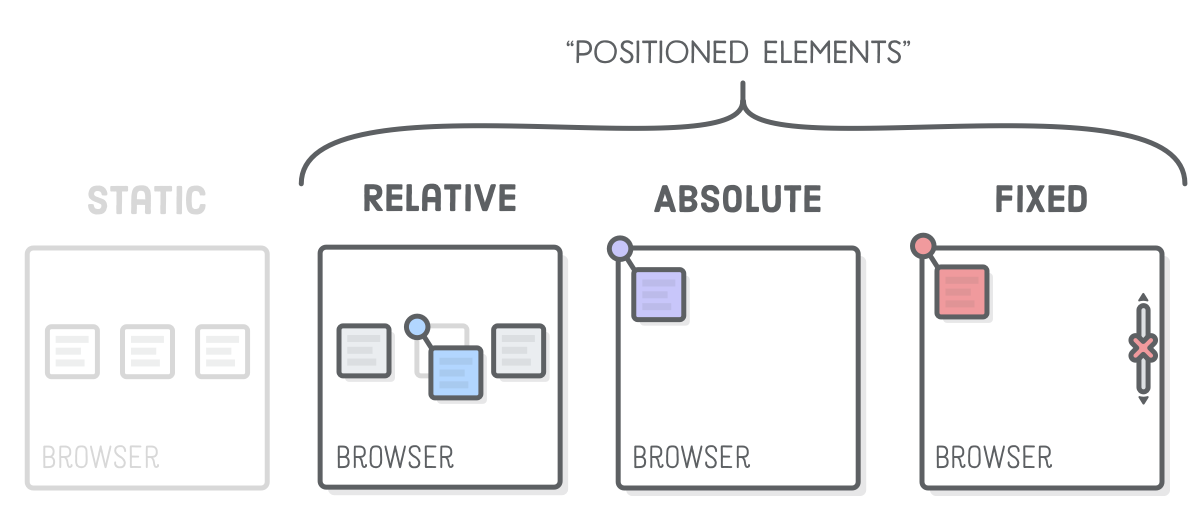 “POSITIONED ELEMENTS”
STATIC
RELATIVE
ABSOLUTE
FIXED
BROWSER
BROWSER
BROWSER
BROWSER